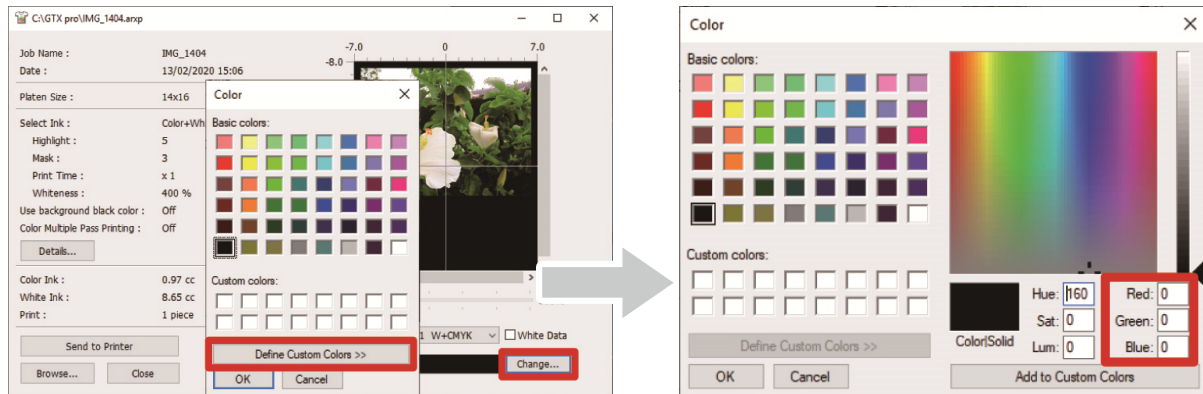 C:\GTX pro\IMG_1404.arxp
Job Name : IMG_1404
Date : 13/02/2020 15:06
Platen Size : 14x16
Select Ink : Color+Wh
Highlight : 5
Mask : 3
Print Time : x 1
Whiteness : 400 %
Use background black color : Off
Color Multiple Pass Printing : Off
Details...
Color Ink : 0.97 cc
White Ink : 8.65 cc
Print : 1 piece
Send to Printer
Browse... Close
-7.0 0 7.0
-8.0
Color
Basic colors:
Custom colors:
Define Custom Colors >>
OK Cancel
1 W+CMYK White Data
Change...
Color
Basic colors:
Custom colors:
Define Custom Colors >>
OK Cancel
Color|Solid
Hue: 160 Red: 0
Sat: 0 Green: 0
Lum: 0 Blue: 0
Add to Custom Colors